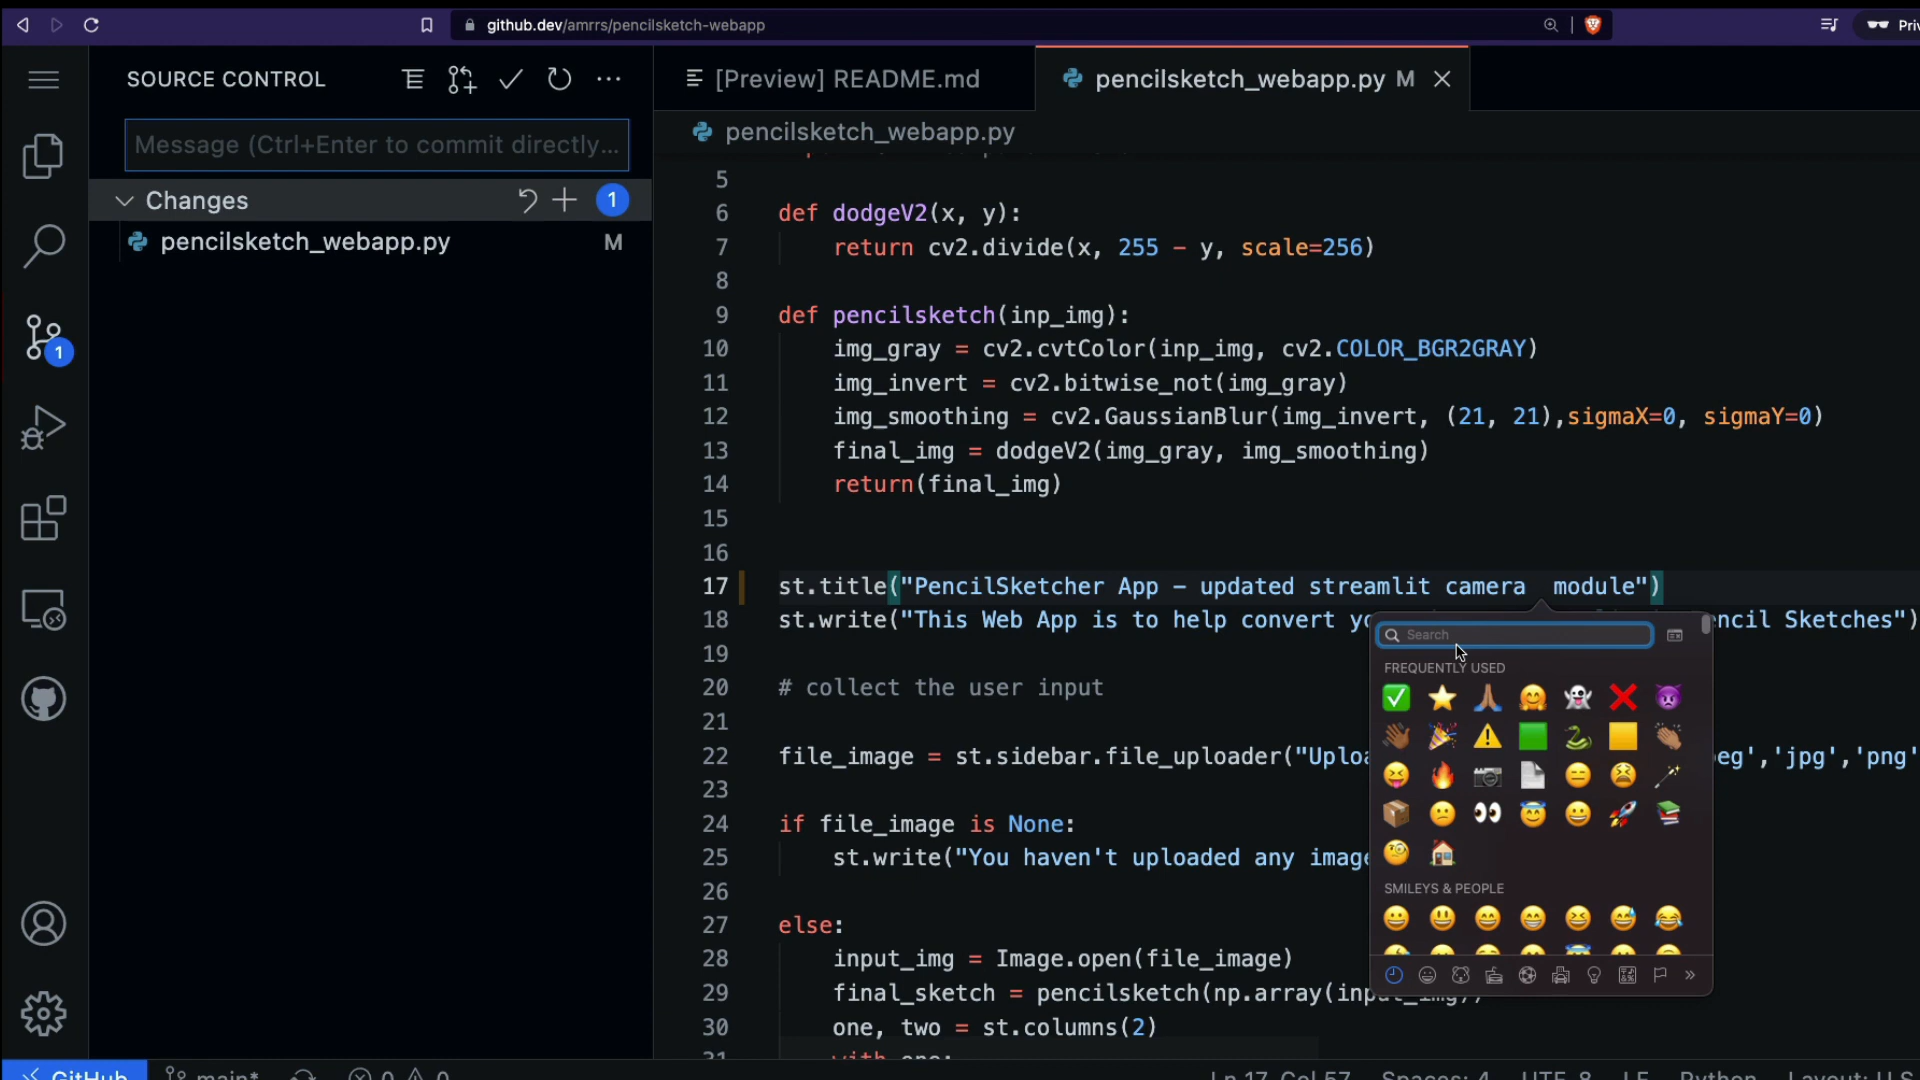 github.dev/amrrs/pencilsketch-webapp
SOURCE CONTROL
Message (Ctrl+Enter to commit directly...
Changes
1
pencilsketch_webapp.py M
1
[Preview] README.md
pencilsketch_webapp.py M
pencilsketch_webapp.py
5
6 def dodgeV2(x, y):
7 return cv2.divide(x, 255 - y, scale=256)
8
9 def pencilsketch(inp_img):
10 img_gray = cv2.cvtColor(inp_img, cv2.COLOR_BGR2GRAY)
11 img_invert = cv2.bitwise_not(img_gray)
12 img_smoothing = cv2.GaussianBlur(img_invert, (21, 21),sigmaX=0, sigmaY=0)
13 final_img = dodgeV2(img_gray, img_smoothing)
14 return(final_img)
15
16
17 st.title("PencilSketcher App - updated streamlit camera  module")
18 st.write("This Web App is to help convert yo ncil Sketches")
19
20 # collect the user input
21
22 file_image = st.sidebar.file_uploader("Uploa eg','jpg','png'
23
24 if file_image is None:
25 st.write("You haven't uploaded any image
26
27 else:
28 input_img = Image.open(file_image)
29 final_sketch = pencilsketch(np.array(input_img))
30 one, two = st.columns(2)
31 with one:
Search
FREQUENTLY USED
SMILEYS & PEOPLE
GitHub
main*
0 0
Ln 17, Col 57
Spaces: 4
UTF-8
LF
Python
Layout: U.S